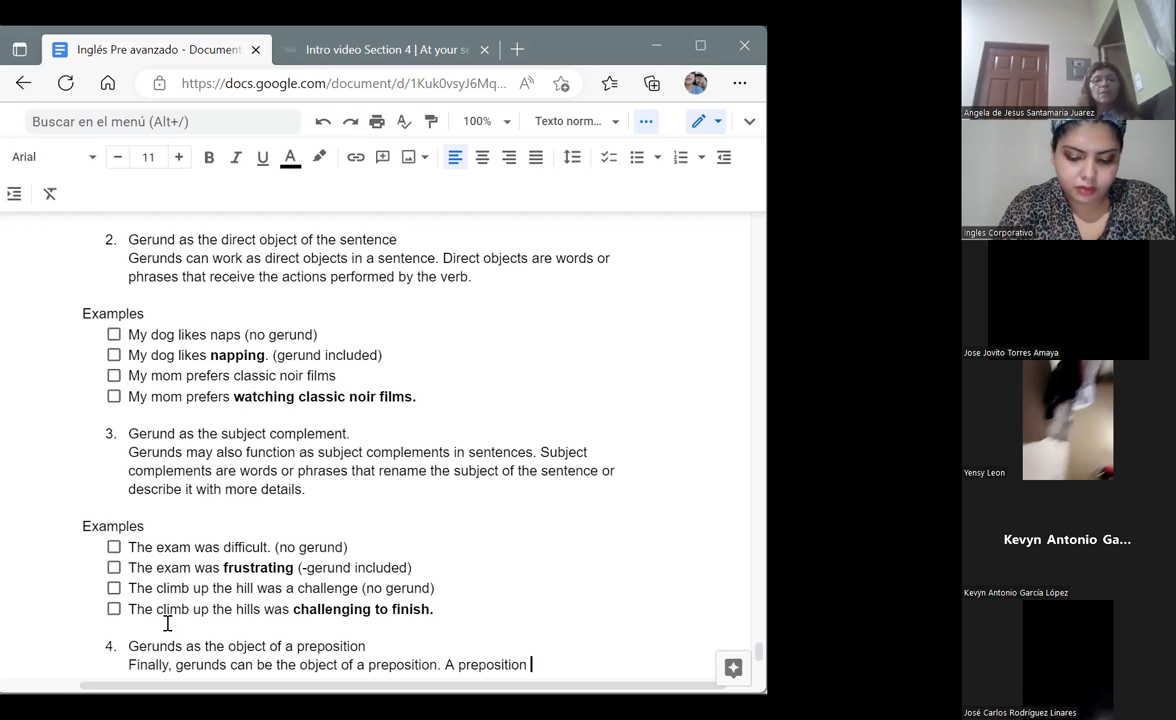 Inglés Pre avanzado - Document
Intro video Section 4 | At your se
https://docs.google.com/document/d/1Kuk0vsyJ6Mq...
Buscar en el menú (Alt+/)
100%
Texto norm...
Arial
11
2. Gerund as the direct object of the sentence
Gerunds can work as direct objects in a sentence. Direct objects are words or
phrases that receive the actions performed by the verb.
Examples
My dog likes naps (no gerund)
My dog likes napping. (gerund included)
My mom prefers classic noir films
My mom prefers watching classic noir films.
3. Gerund as the subject complement.
Gerunds may also function as subject complements in sentences. Subject
complements are words or phrases that rename the subject of the sentence or
describe it with more details.
Examples
The exam was difficult. (no gerund)
The exam was frustrating (-gerund included)
The climb up the hill was a challenge (no gerund)
The climb up the hills was challenging to finish.
4. Gerunds as the object of a preposition
Finally, gerunds can be the object of a preposition. A preposition
Angela de Jesus Santamaria Juarez
Ingles Corporativo
Jose Jovito Torres Amaya
Yensy Leon
Kevyn Antonio Ga...
Kevyn Antonio García López
José Carlos Rodríguez Linares